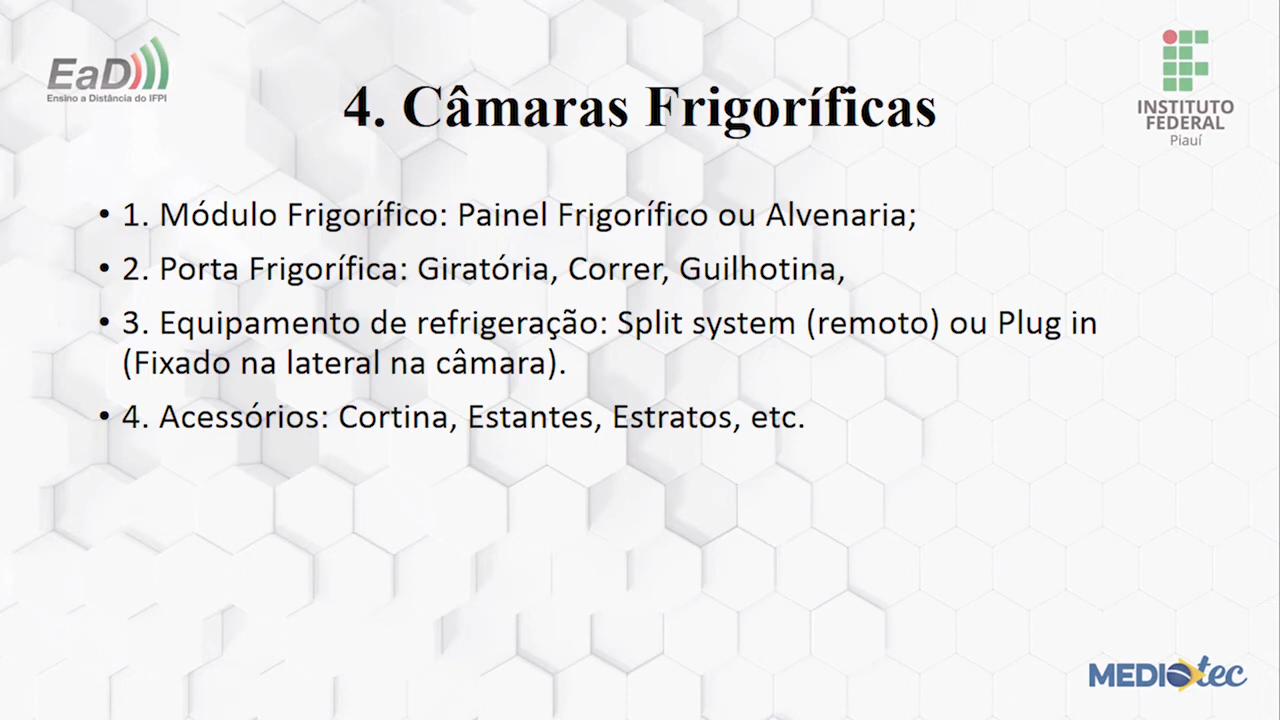 EaD
Ensino a Distância do IFPI
INSTITUTO
FEDERAL
Piauí
4. Câmaras Frigoríficas
• 1. Módulo Frigorífico: Painel Frigorífico ou Alvenaria;
• 2. Porta Frigorífica: Giratória, Correr, Guilhotina,
• 3. Equipamento de refrigeração: Split system (remoto) ou Plug in
(Fixado na lateral na câmara).
• 4. Acessórios: Cortina, Estantes, Estratos, etc.
MEDIOtec